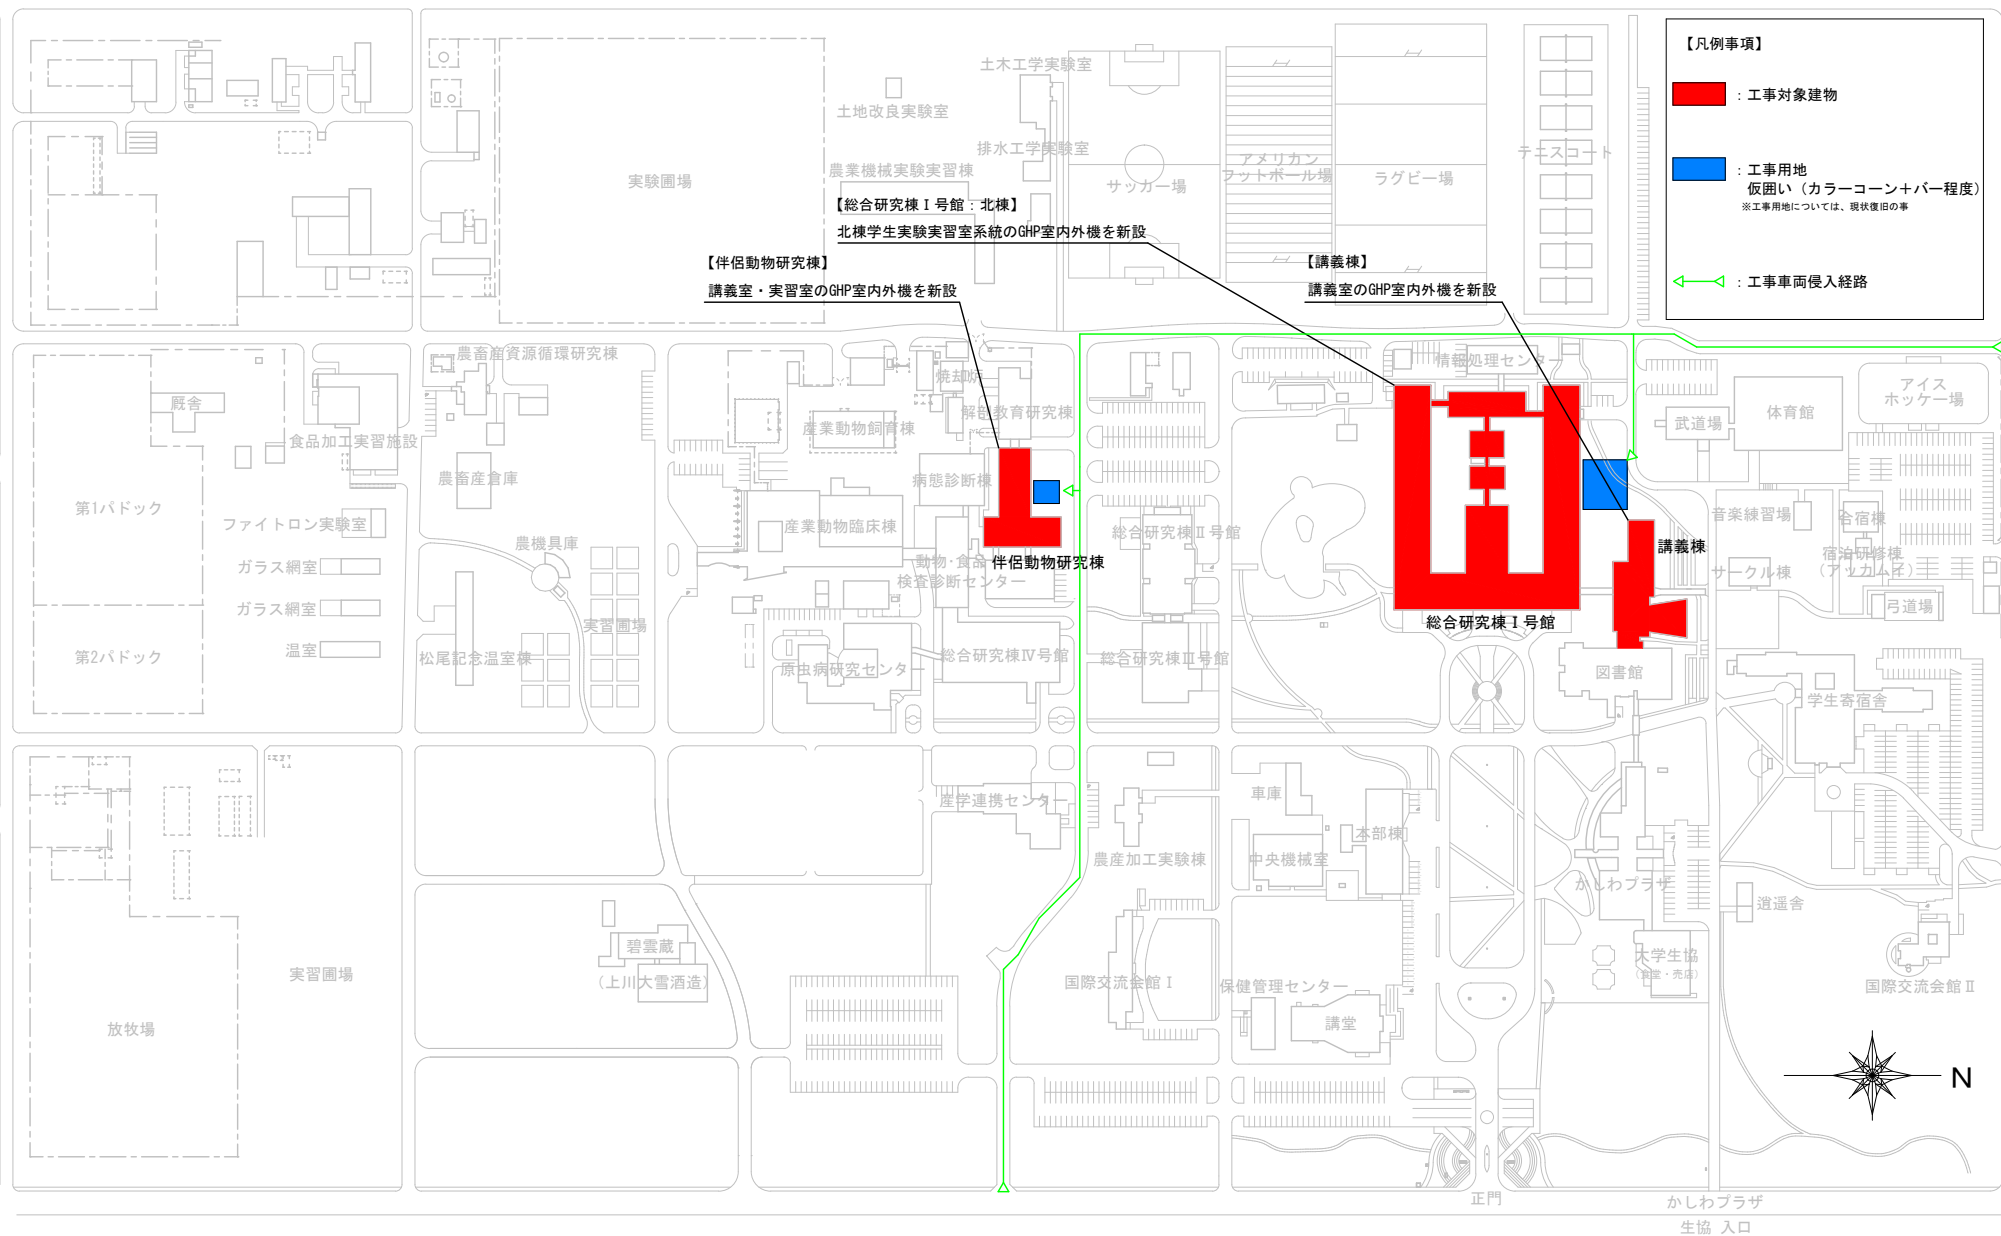 【凡例事項】
：工事対象建物
：工事用地
仮囲い（カラーコーン＋バー程度）
※工事用地については、現状復旧の事
：工事車両侵入経路
土木工学実験室
土地改良実験室
排水工学実験室
農業機械実験実習棟
実験圃場
サッカー場
アメリカン
フットボール場
ラグビー場
テニスコート
【総合研究棟Ⅰ号館：北棟】
北棟学生実験実習室系統のGHP室内外機を新設
【伴侶動物研究棟】
講義室・実習室のGHP室内外機を新設
【講義棟】
講義室のGHP室内外機を新設
農畜産資源循環研究棟
焼却炉
情報処理センター
厩舎
食品加工実習施設
産業動物飼育棟
解剖教育研究棟
武道場
体育館
アイス
ホッケー場
農畜産倉庫
病態診断棟
第1パドック
ファイトロン実験室
産業動物臨床棟
総合研究棟Ⅱ号館
音楽練習場
合宿棟
農機具庫
講義棟
ガラス網室
動物・食品
検査診断センター
伴侶動物研究棟
宿泊研修棟
（アッカムイ）
サークル棟
ガラス網室
弓道場
実習圃場
総合研究棟Ⅰ号館
温室
第2パドック
松尾記念温室棟
原虫病研究センター
総合研究棟Ⅳ号館
総合研究棟Ⅲ号館
図書館
学生寄宿舎
産学連携センター
車庫
本部棟
農産加工実験棟
中央機械室
かしわプラザ
逍遥舎
碧雲蔵
（上川大雪酒造）
実習圃場
国際交流会館Ⅰ
保健管理センター
大学生協
（食堂・売店）
国際交流会館Ⅱ
放牧場
講堂
N
正門
かしわプラザ
生協 入口